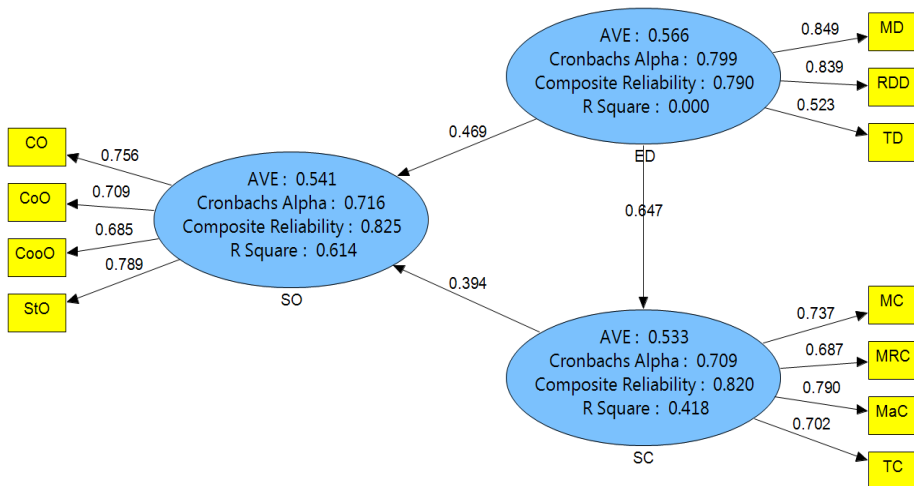 AVE : 0.566
Cronbachs Alpha : 0.799
Composite Reliability : 0.790
R Square : 0.000
ED
0.849
MD
0.839
RDD
0.523
TD
0.469
0.647
CO
0.756
CoO
0.709
CooO
0.685
StO
0.789
AVE : 0.541
Cronbachs Alpha : 0.716
Composite Reliability : 0.825
R Square : 0.614
SO
0.394
AVE : 0.533
Cronbachs Alpha : 0.709
Composite Reliability : 0.820
R Square : 0.418
SC
0.737
MC
0.687
MRC
0.790
MaC
0.702
TC